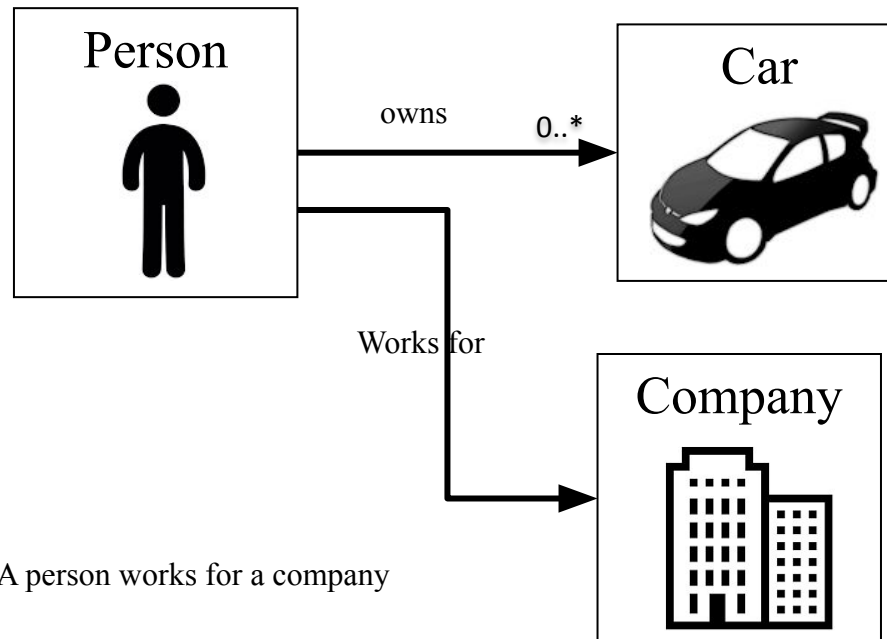 Person
Car
owns
0..*
Works for
Company
A person works for a company